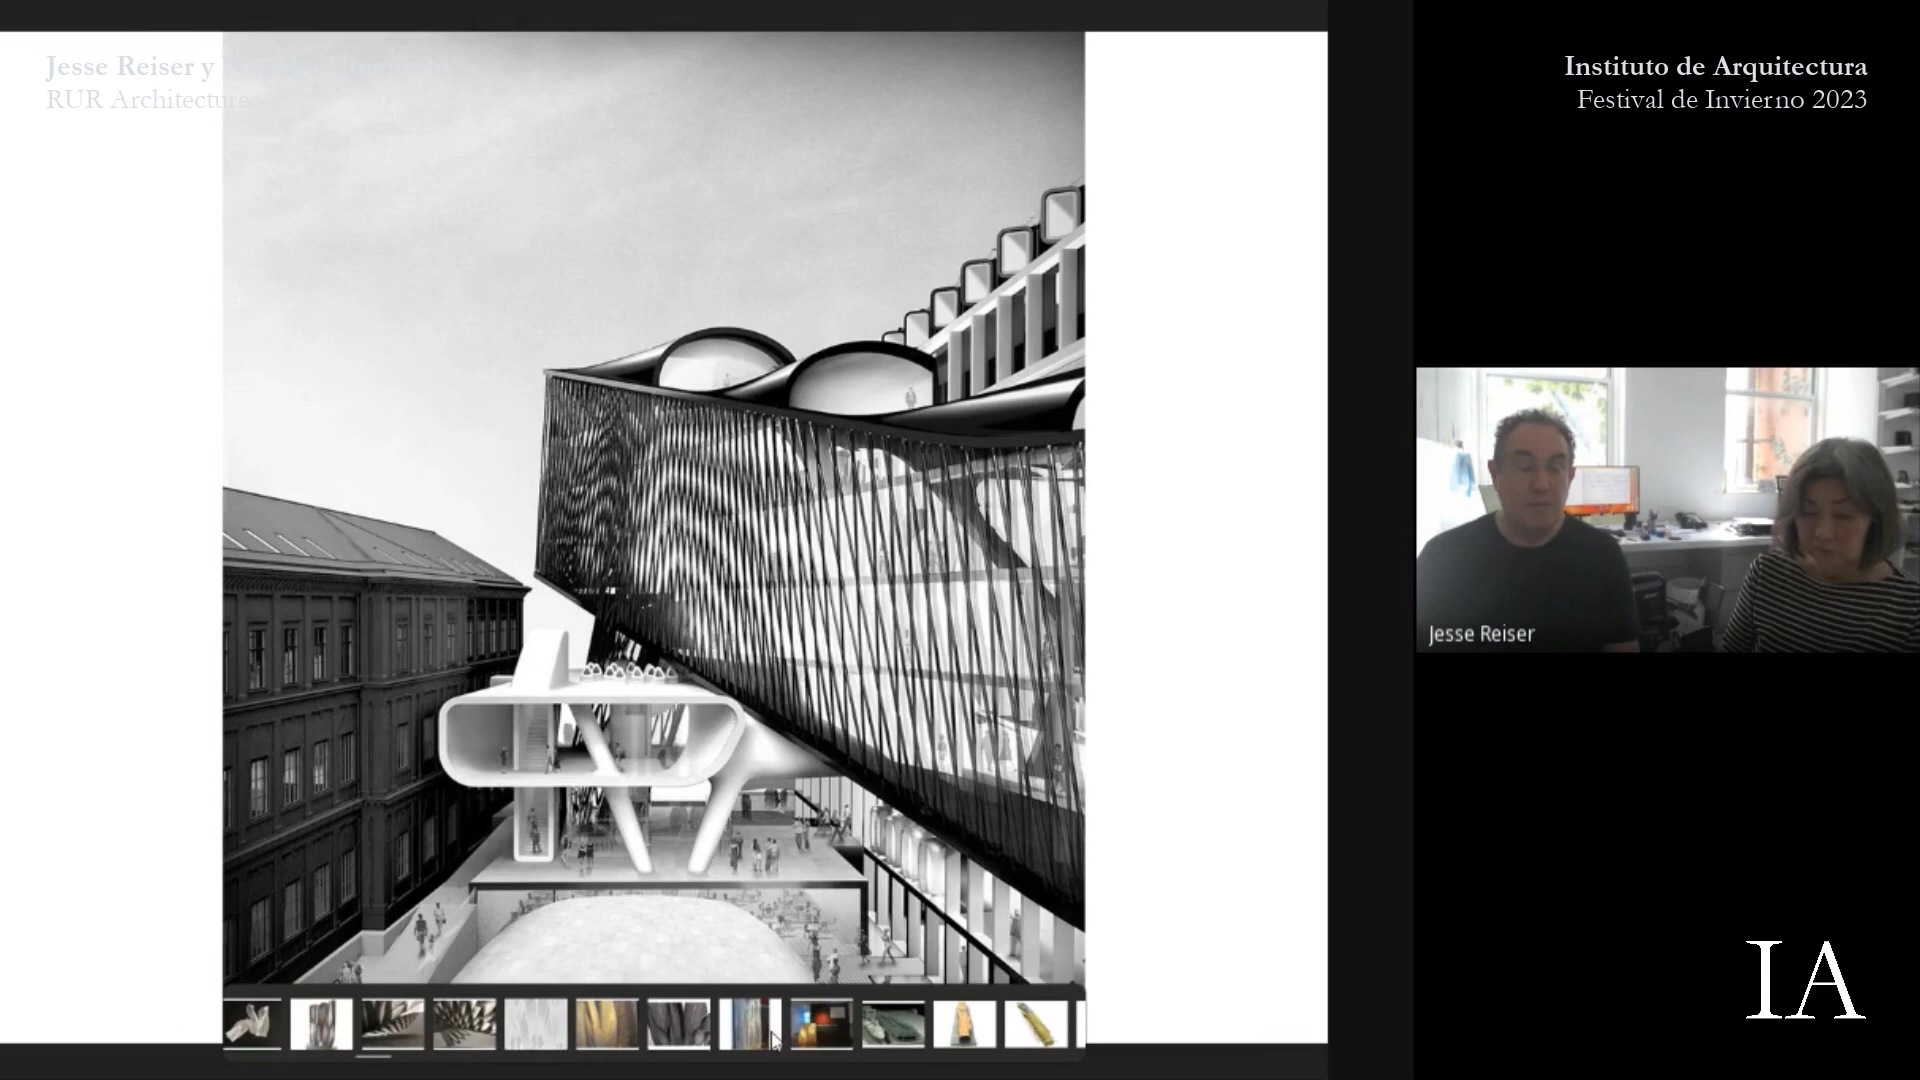 Jesse Reiser y
RUR Architecture
Instituto de Arquitectura
Festival de Invierno 2023
Jesse Reiser
IA